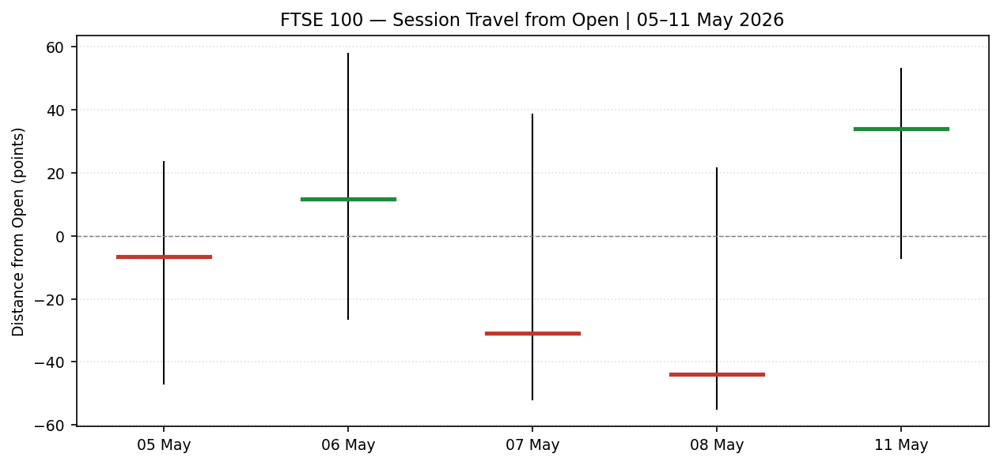 FTSE 100 — Session Travel from Open | 05–11 May 2026
Distance from Open (points)
60
40
20
0
−20
−40
−60
05 May
06 May
07 May
08 May
11 May